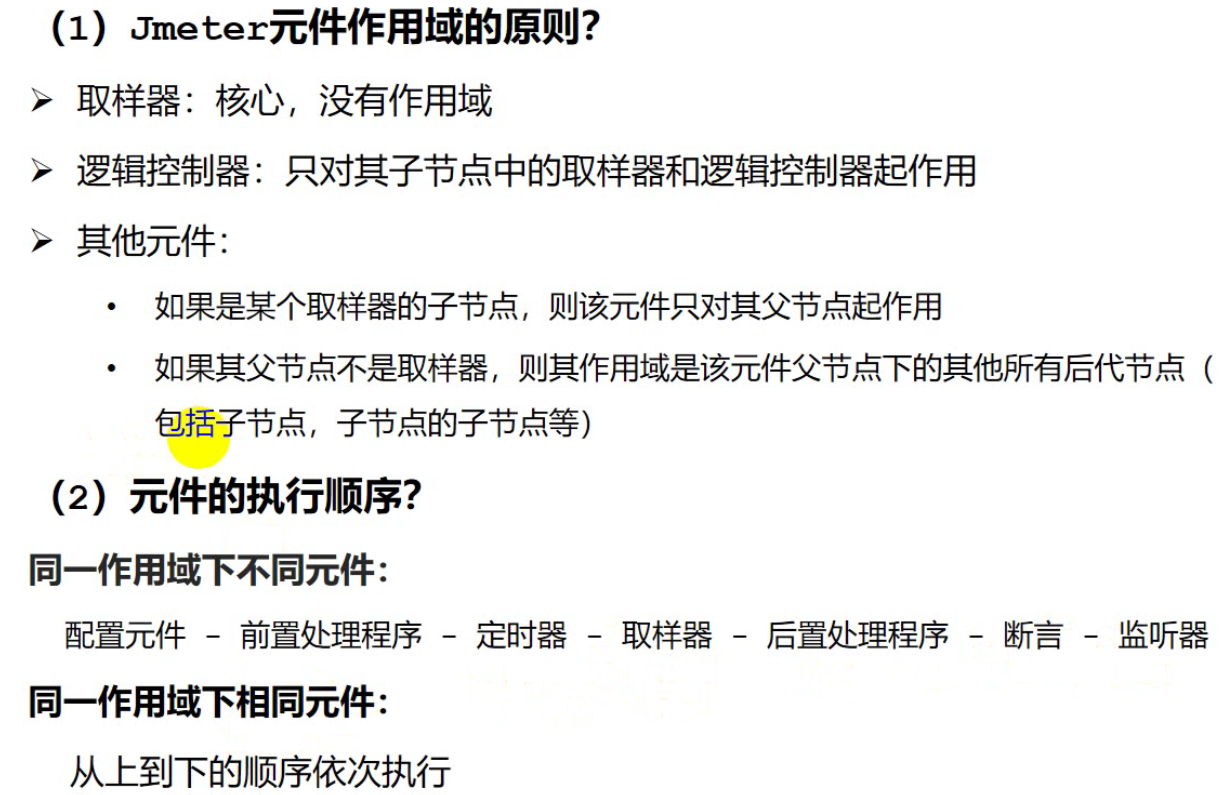 （1）Jmeter元件作用域的原则？
➢ 取样器：核心，没有作用域
➢ 逻辑控制器：只对其子节点中的取样器和逻辑控制器起作用
➢ 其他元件：
• 如果是某个取样器的子节点，则该元件只对其父节点起作用
• 如果其父节点不是取样器，则其作用域是该元件父节点下的其他所有后代节点（
包括子节点，子节点的子节点等）
（2）元件的执行顺序？
同一作用域下不同元件：
配置元件 – 前置处理程序 – 定时器 – 取样器 – 后置处理程序 – 断言 – 监听器
同一作用域下相同元件：
从上到下的顺序依次执行